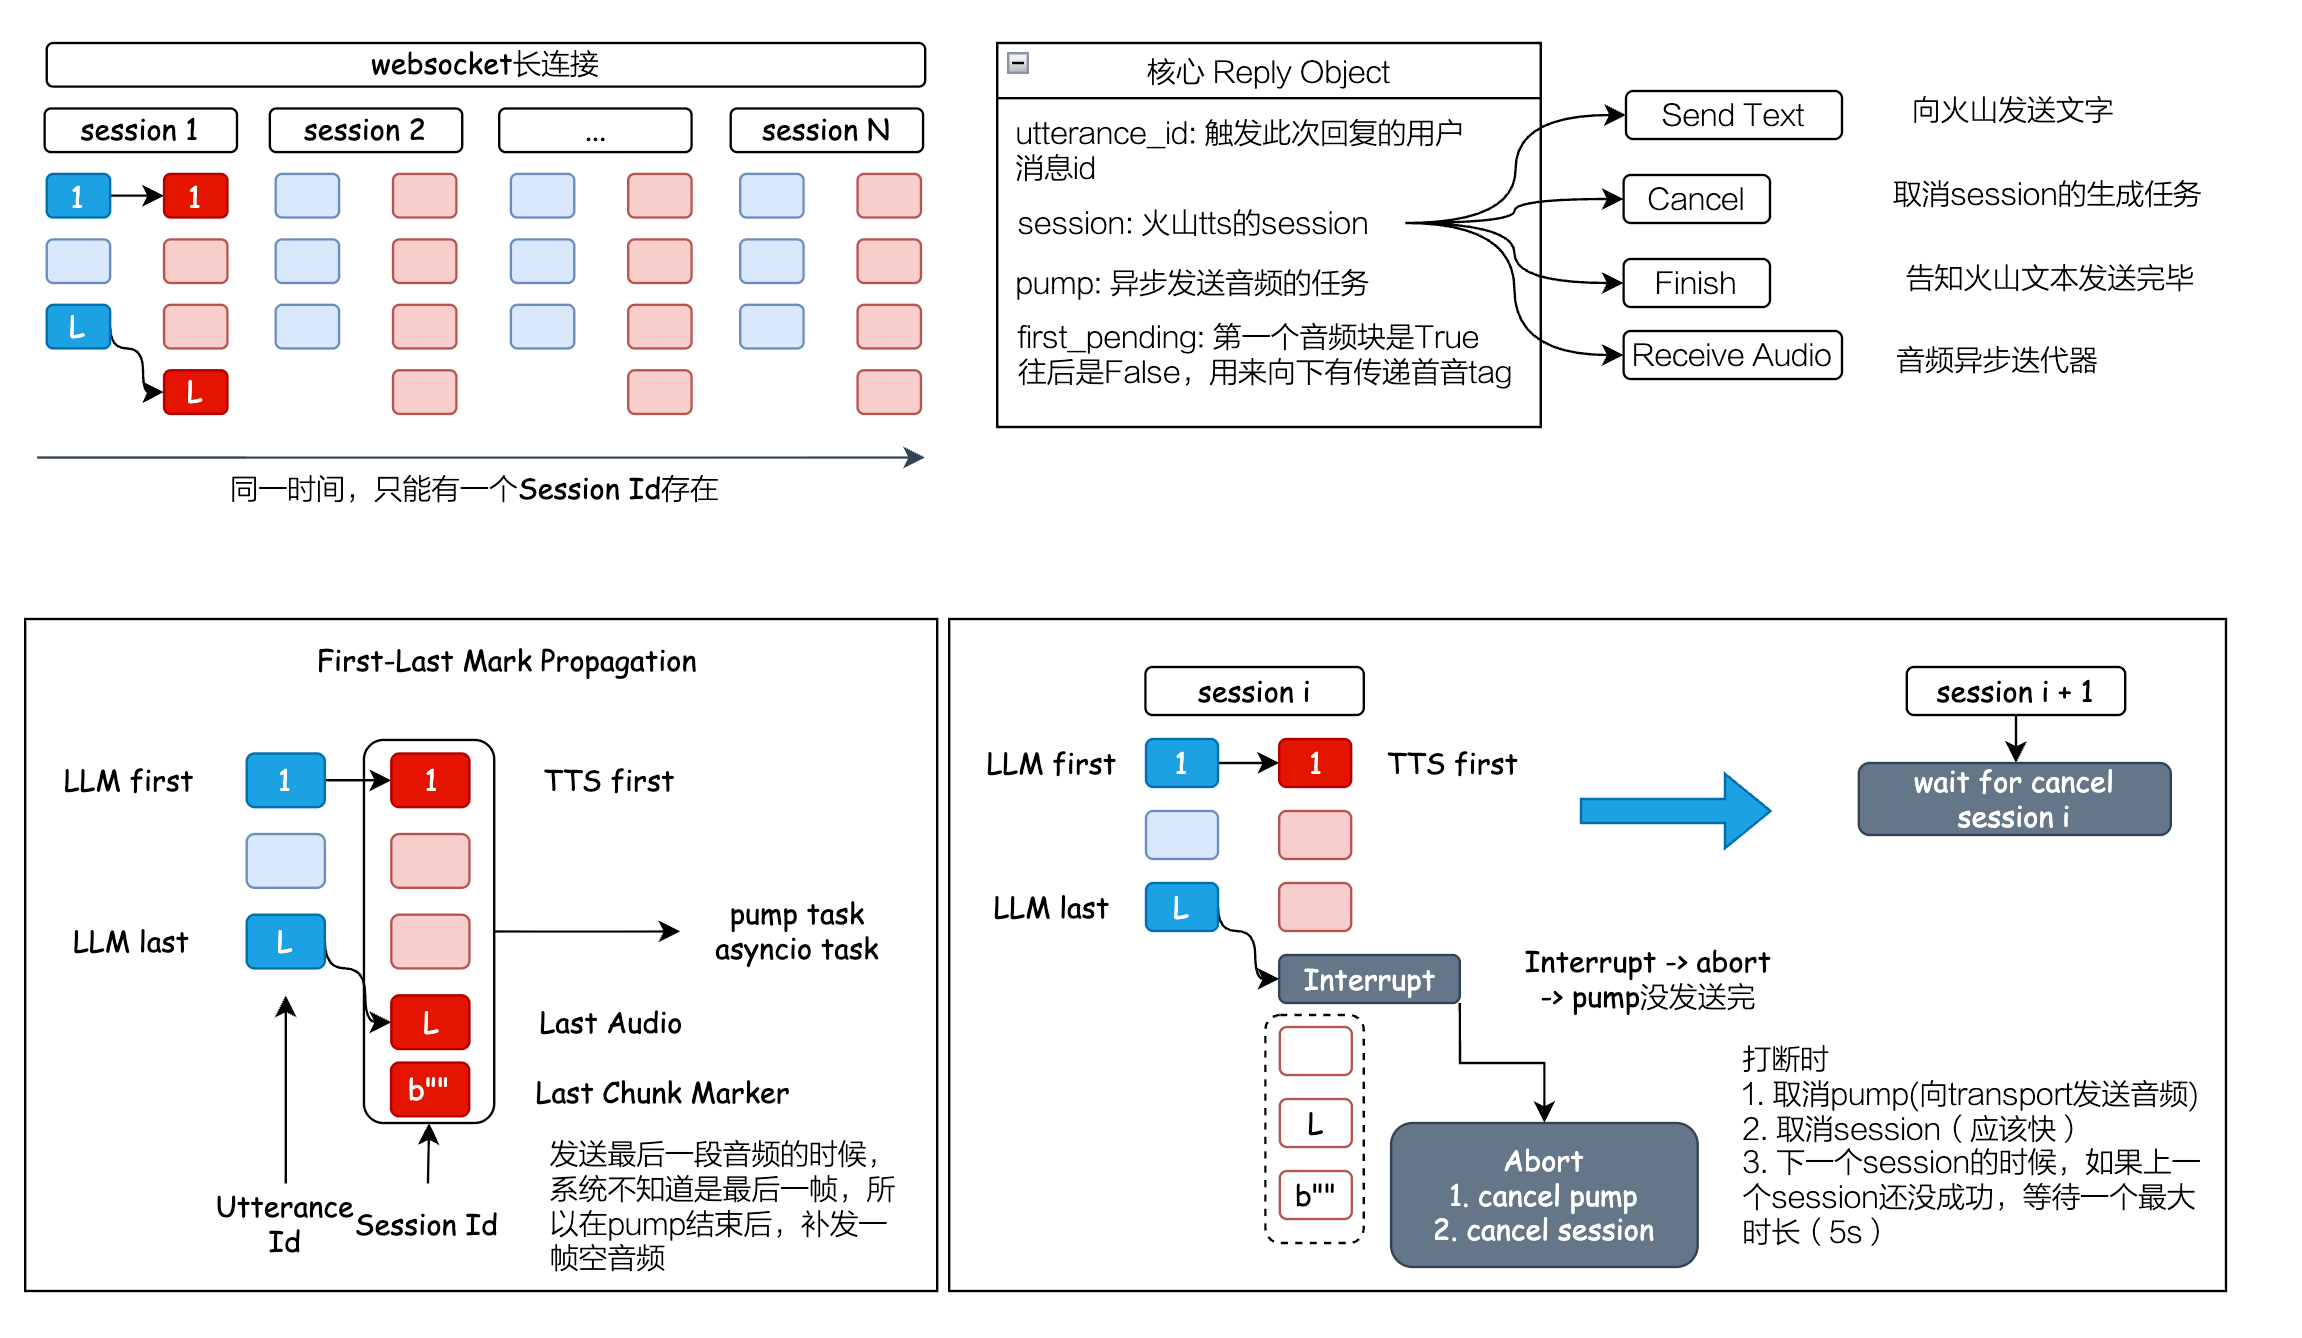 websocket长连接
session 1
session 2
...
session N
1
1
L
L
同一时间，只能有一个Session Id存在
核心 Reply Object
utterance_id: 触发此次回复的用户
消息id
session: 火山tts的session
pump: 异步发送音频的任务
first_pending: 第一个音频块是True
往后是False，用来向下有传递首音tag
Send Text
向火山发送文字
Cancel
取消session的生成任务
Finish
告知火山文本发送完毕
Receive Audio
音频异步迭代器
First-Last Mark Propagation
LLM first
1
1
TTS first
LLM last
L
pump task
asyncio task
L
Last Audio
b""
Last Chunk Marker
发送最后一段音频的时候，
系统不知道是最后一帧，所
以在pump结束后，补发一
帧空音频
Utterance
Id
Session Id
session i
LLM first
1
1
TTS first
LLM last
L
Interrupt
Interrupt -> abort
-> pump没发送完
L
b""
Abort
1. cancel pump
2. cancel session
session i + 1
wait for cancel
session i
打断时
1. 取消pump(向transport发送音频)
2. 取消session（应该快）
3. 下一个session的时候，如果上一
个session还没成功，等待一个最大
时长（5s）